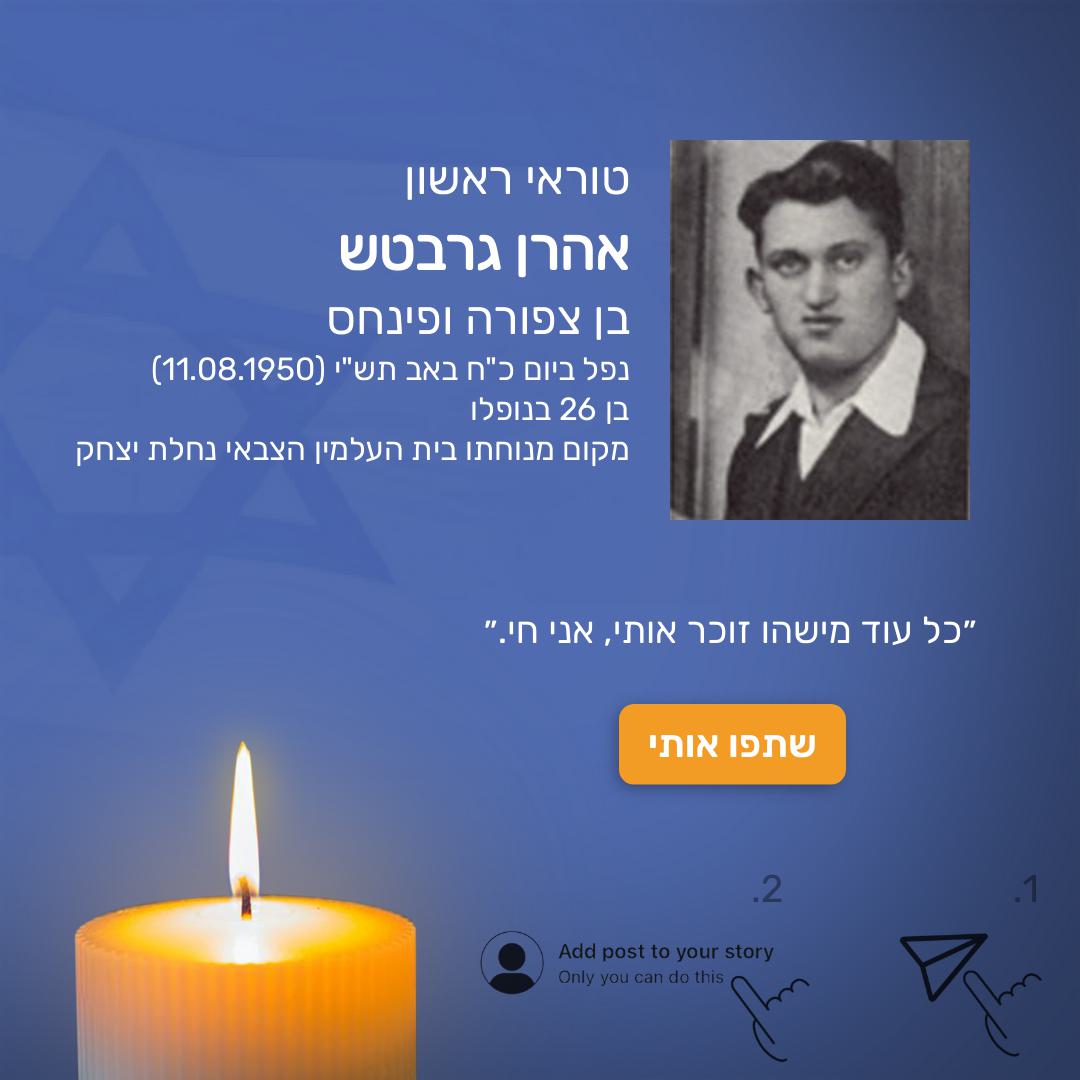 טוראי ראשון
אהרן גרבטש
בן צפורה ופינחס
נפל ביום כ"ח באב תש"י (11.08.1950)
בן 26 בנופלו
מקום מנוחתו בית העלמין הצבאי נחלת יצחק
״כל עוד מישהו זוכר אותי, אני חי.״
שתפו אותי
1.
2.
Add post to your story
Only you can do this